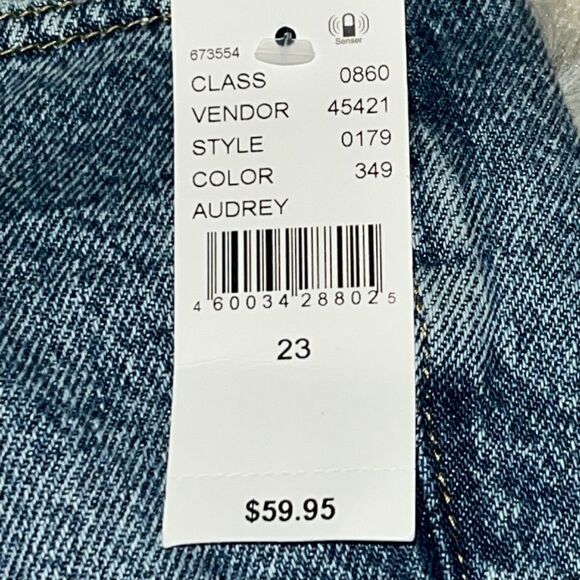 673554
Senser
CLASS 0860
VENDOR 45421
STYLE 0179
COLOR 349
AUDREY
4 60034 28802 5
23
$59.95